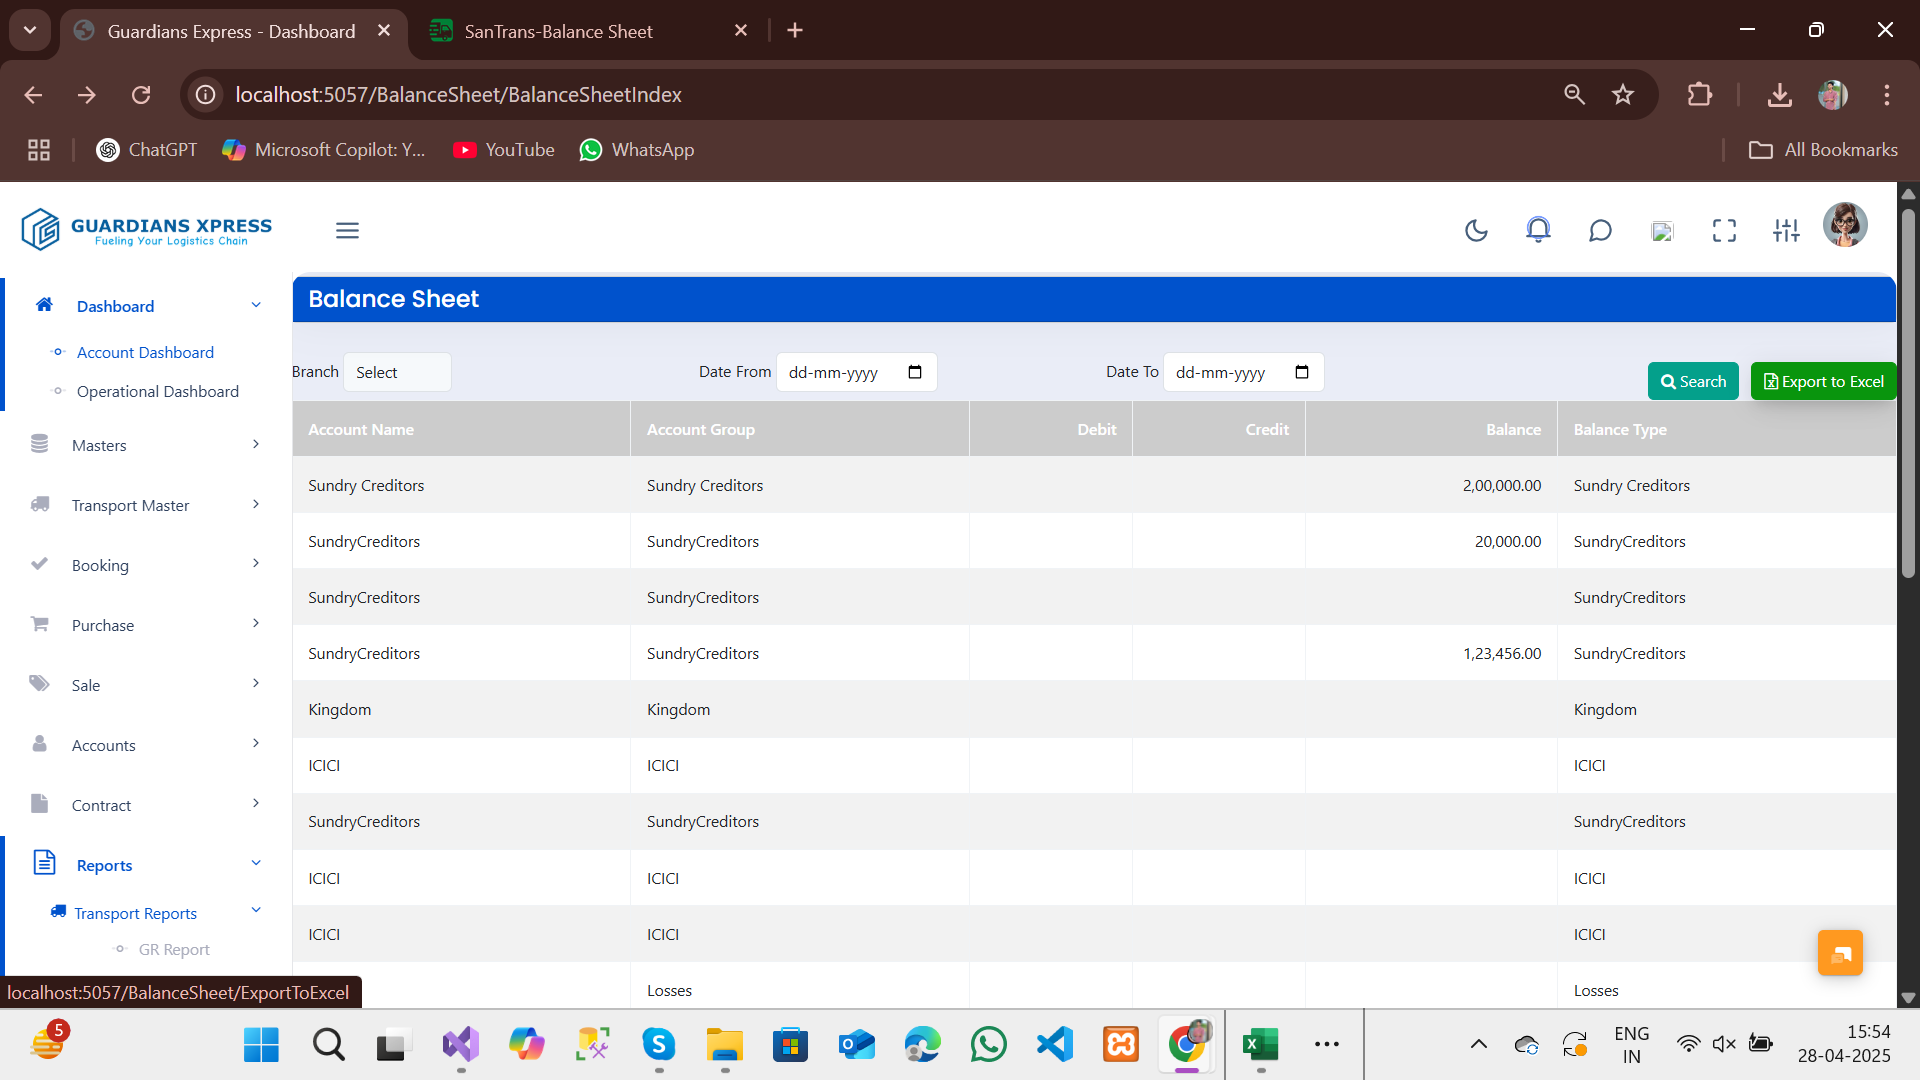 Guardians Express - Dashboard
SanTrans-Balance Sheet
localhost:5057/BalanceSheet/BalanceSheetIndex
ChatGPT
Microsoft Copilot: Y...
YouTube
WhatsApp
All Bookmarks
GUARDIANS XPRESS
Fueling Your Logistics Chain
Dashboard
Account Dashboard
Operational Dashboard
Masters
Transport Master
Booking
Purchase
Sale
Accounts
Contract
Reports
Transport Reports
GR Report
localhost:5057/BalanceSheet/ExportToExcel
Balance Sheet
Branch Select Date From dd-mm-yyyy Date To dd-mm-yyyy Search Export to Excel
Account Name Account Group Debit Credit Balance Balance Type
Sundry Creditors Sundry Creditors 2,00,000.00 Sundry Creditors
SundryCreditors SundryCreditors 20,000.00 SundryCreditors
SundryCreditors SundryCreditors SundryCreditors
SundryCreditors SundryCreditors 1,23,456.00 SundryCreditors
Kingdom Kingdom Kingdom
ICICI ICICI ICICI
SundryCreditors SundryCreditors SundryCreditors
ICICI ICICI ICICI
ICICI ICICI ICICI
Losses Losses
5
ENG
IN
15:54
28-04-2025